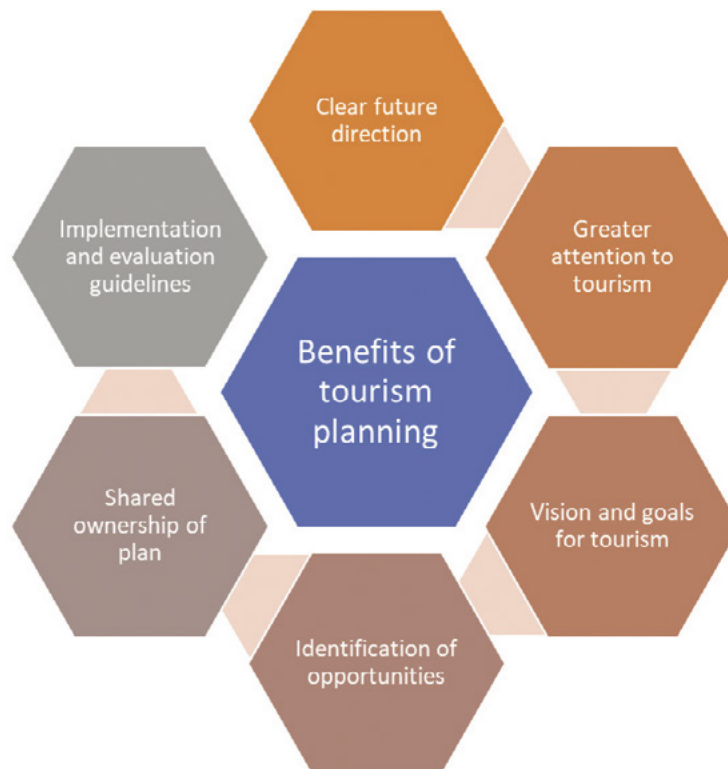 Clear future
direction
Greater
attention to
tourism
Vision and goals
for tourism
Identification of
opportunities
Shared
ownership of
plan
Implementation
and evaluation
guidelines
Benefits of
tourism
planning